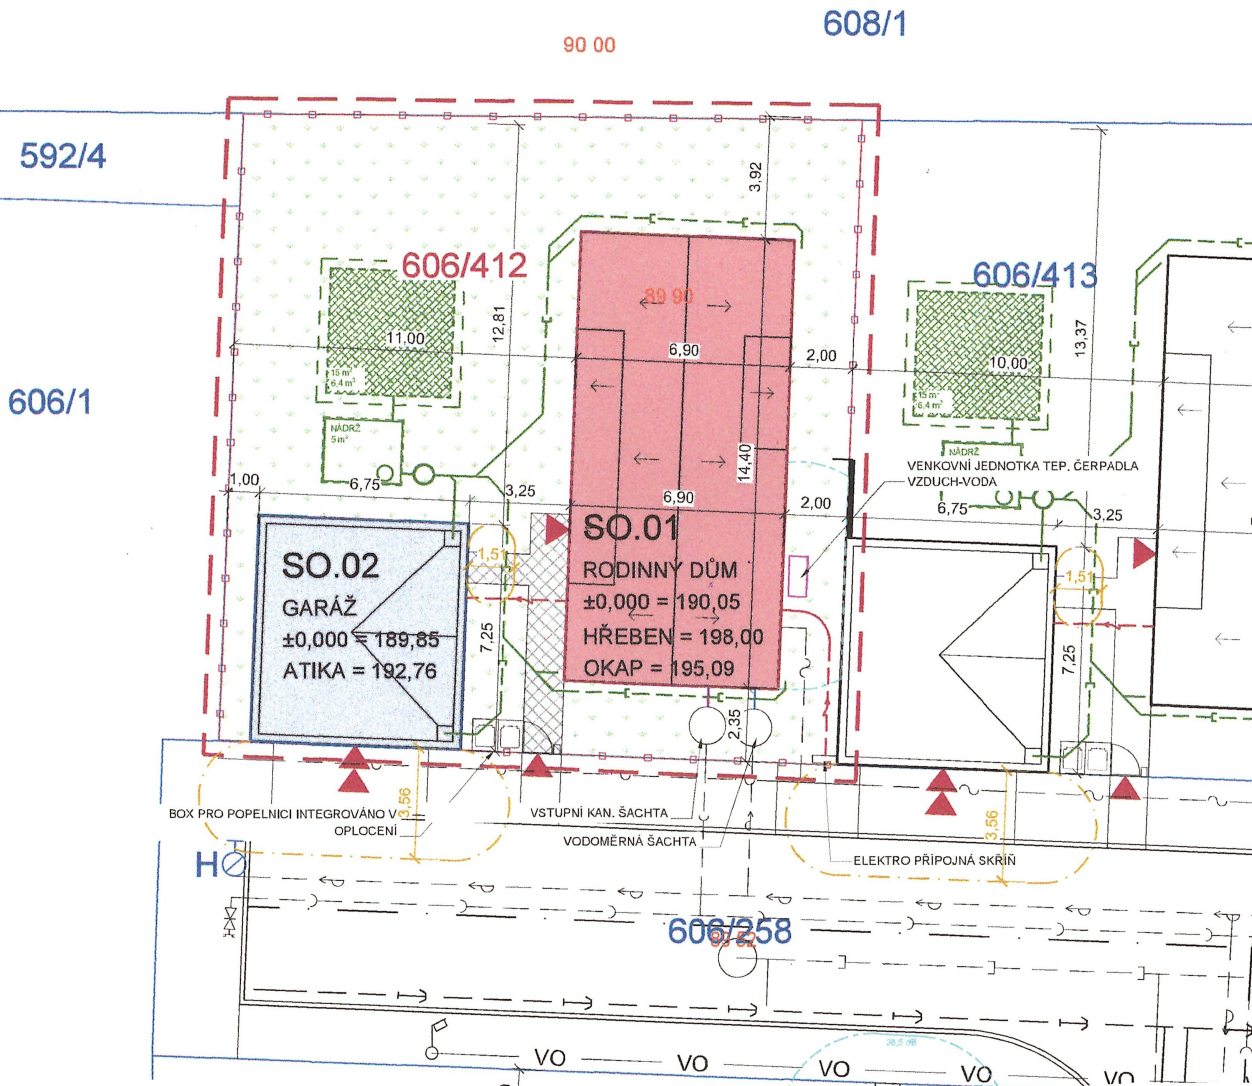 608/1
90 00
592/4
3,92
606/412
606/413
89 90
12,81
13,37
11,00
6,90
2,00
10,00
15 m²
6,4 m³
15 m²
6,4 m³
606/1
NÁDRŽ
5 m³
NÁDRŽ
14,40
VENKOVNÍ JEDNOTKA TEP. ČERPADLA
VZDUCH-VODA
1,00
6,75
3,25
6,90
2,00
6,75
3,25
SO.01
RODINNÝ DŮM
±0,000 = 190,05
HŘEBEN = 198,00
OKAP = 195,09
SO.02
GARÁŽ
±0,000 = 189,85
ATIKA = 192,76
1,51
1,51
7,25
7,25
2,35
3,56
3,56
BOX PRO POPELNICI INTEGROVÁNO V
OPLOCENÍ
VSTUPNÍ KAN. ŠACHTA
VODOMĚRNÁ ŠACHTA
ELEKTRO PŘÍPOJNÁ SKŘÍŇ
H
606/258
89 52
VO
VO
VO
VO
VO